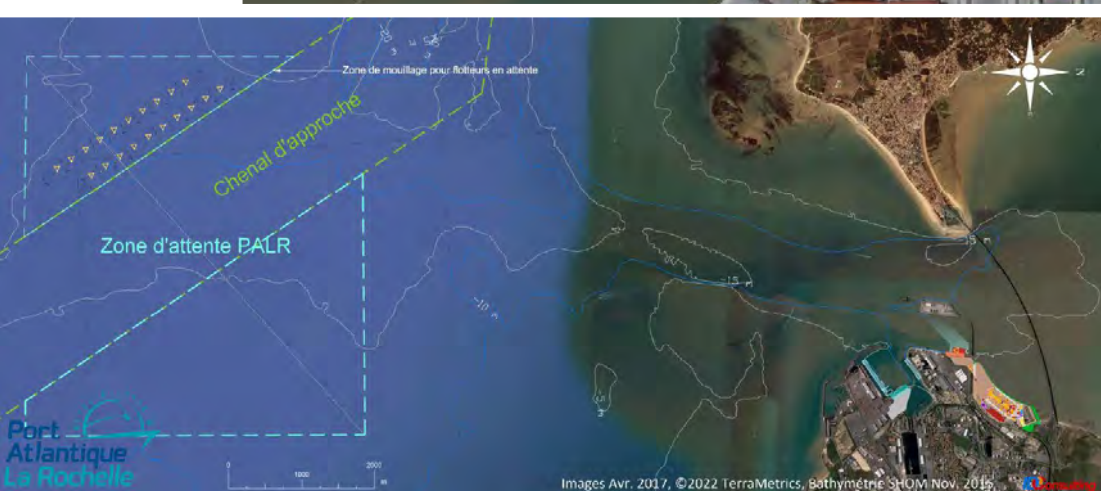 Zone de mouillage pour flotteurs en attente
Chenal d'approche
Zone d'attente PALR
-15
-10 m
Port
Atlantique
La Rochelle
0
1000
2000
Images Avr. 2017, ©2022 TerraMetrics, Bathymétrie SHOM Nov. 2015